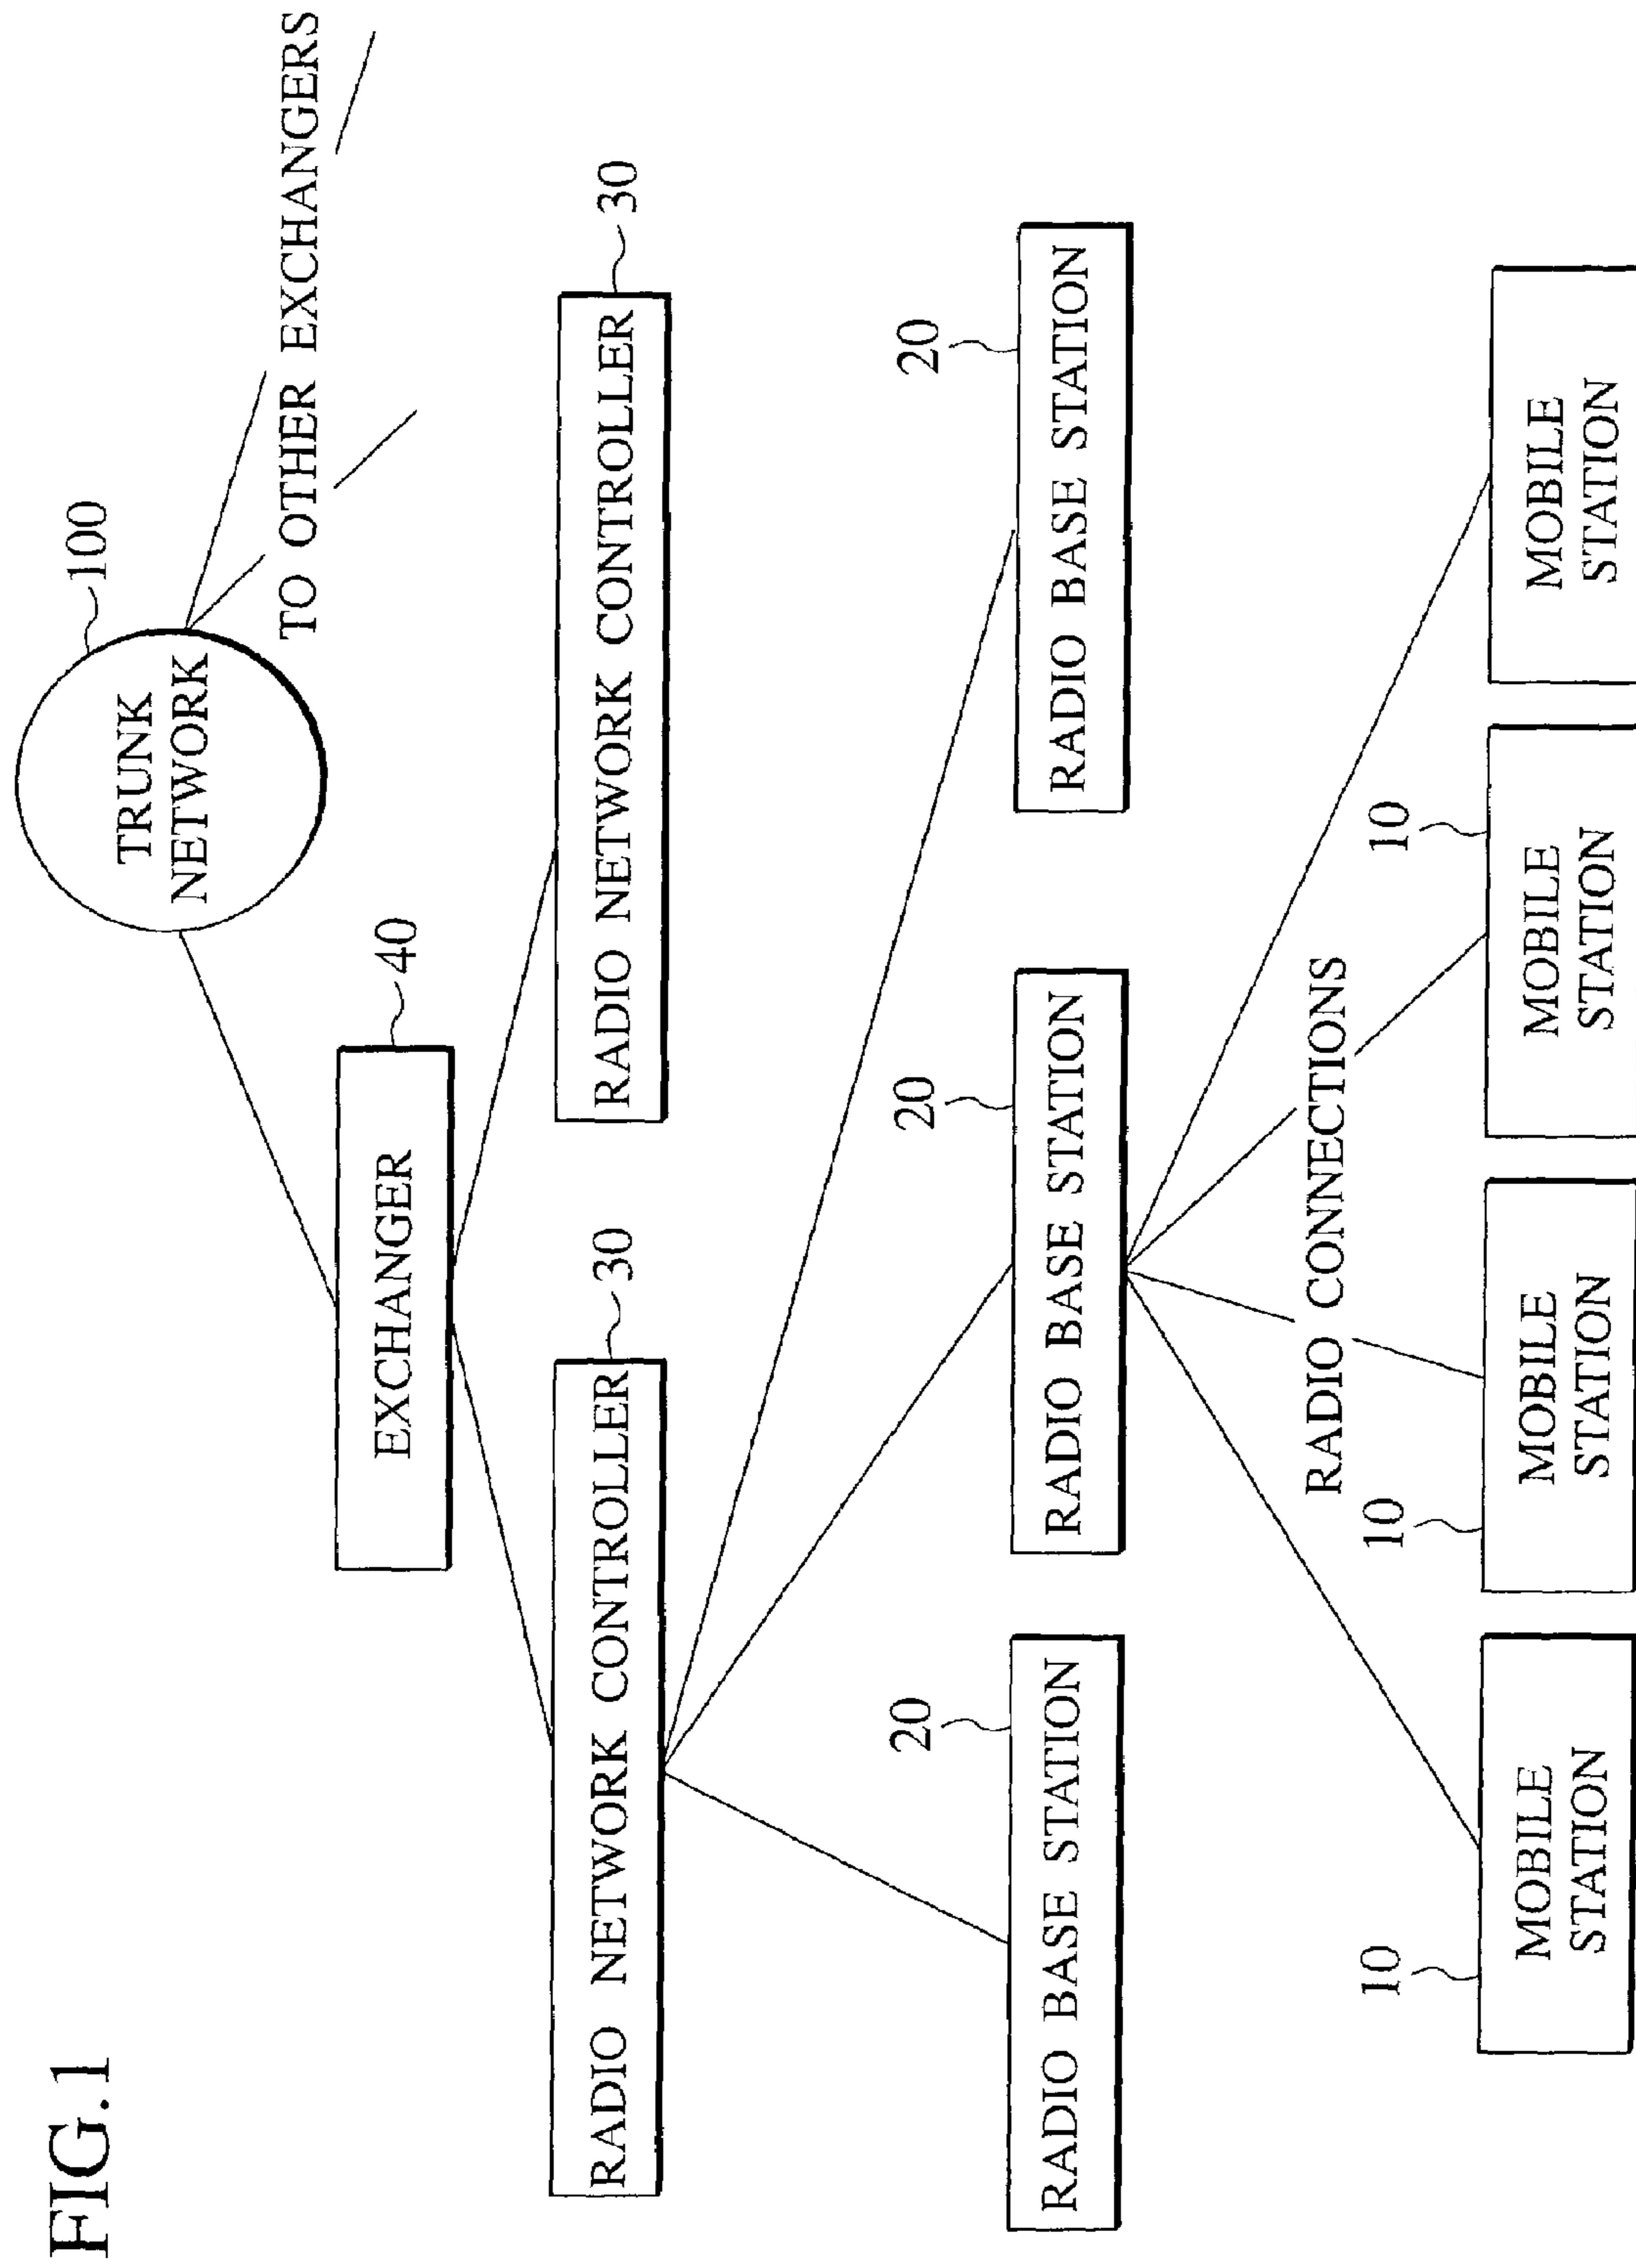 FIG.1
TRUNK
NETWORK
100
TO OTHER EXCHANGERS
EXCHANGER
40
RADIO NETWORK CONTROLLER
30
RADIO NETWORK CONTROLLER
30
RADIO BASE STATION
20
RADIO BASE STATION
20
RADIO BASE STATION
20
RADIO CONNECTIONS
10
MOBILE
STATION
10
MOBILE
STATION
10
MOBILE
STATION
MOBILE
STATION